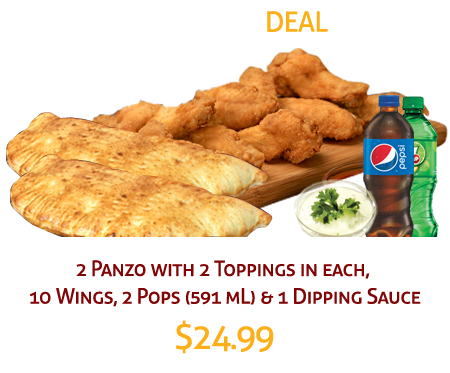 DEAL
pepsi
2 PANZO WITH 2 TOPPINGS IN EACH,
10 WINGS, 2 POPS (591 ML) & 1 DIPPING SAUCE
$24.99